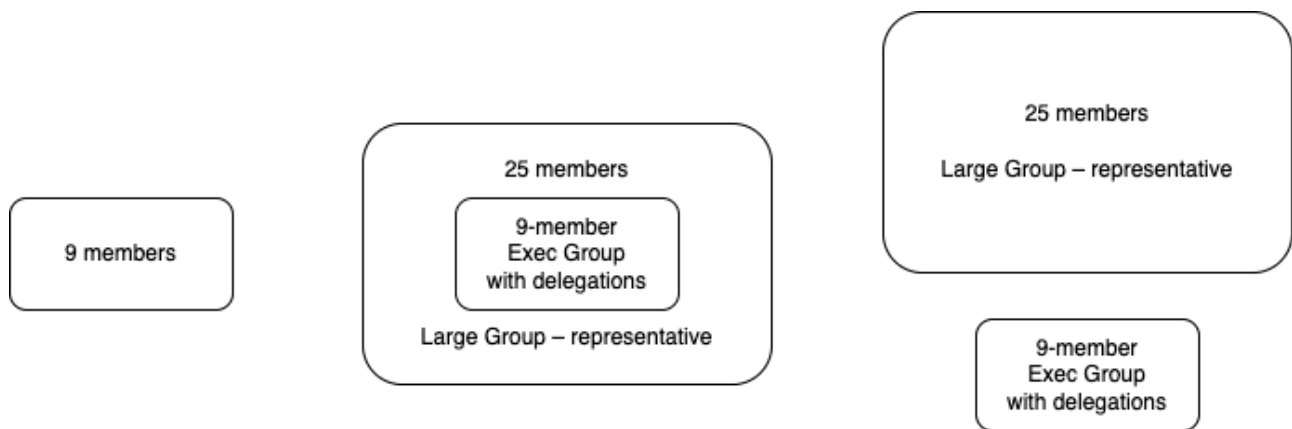 9 members
25 members
9-member
Exec Group
with delegations
Large Group – representative
25 members
Large Group – representative
9-member
Exec Group
with delegations